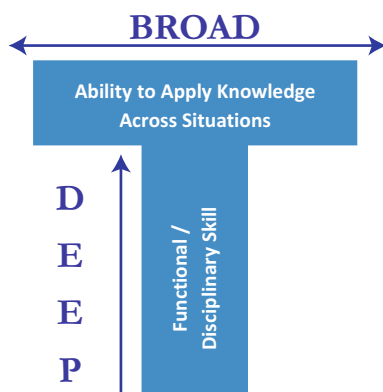 BROAD
Ability to Apply Knowledge
Across Situations
D
E
E
P
Functional /
Disciplinary Skill